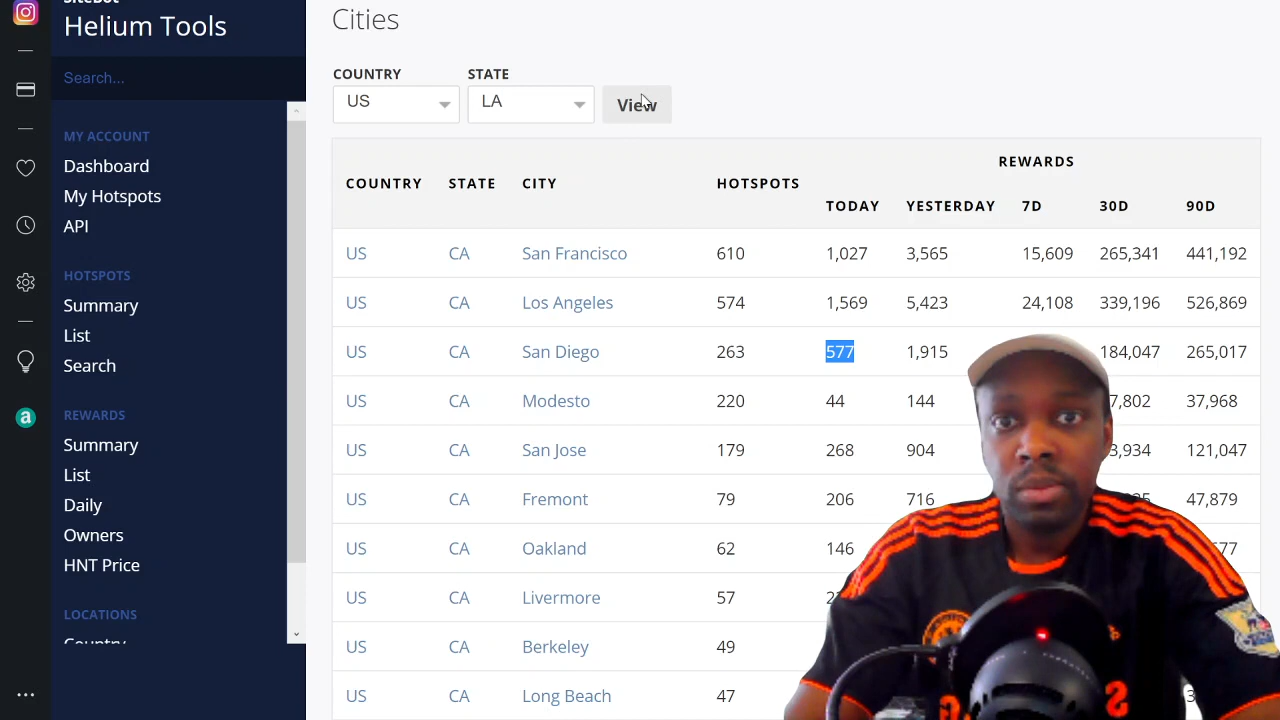 SiteBot
Helium Tools
Search...
MY ACCOUNT
Dashboard
My Hotspots
API
HOTSPOTS
Summary
List
Search
REWARDS
Summary
List
Daily
Owners
HNT Price
LOCATIONS
Country
Cities
COUNTRY STATE
US LA View
REWARDS
COUNTRY STATE CITY HOTSPOTS
TODAY YESTERDAY 7D 30D 90D
US CA San Francisco 610 1,027 3,565 15,609 265,341 441,192
US CA Los Angeles 574 1,569 5,423 24,108 339,196 526,869
US CA San Diego 263 577 1,915 184,047 265,017
US CA Modesto 220 44 144 7,802 37,968
US CA San Jose 179 268 904 3,934 121,047
US CA Fremont 79 206 716 47,879
US CA Oakland 62 146
US CA Livermore 57
US CA Berkeley 49
US CA Long Beach 47